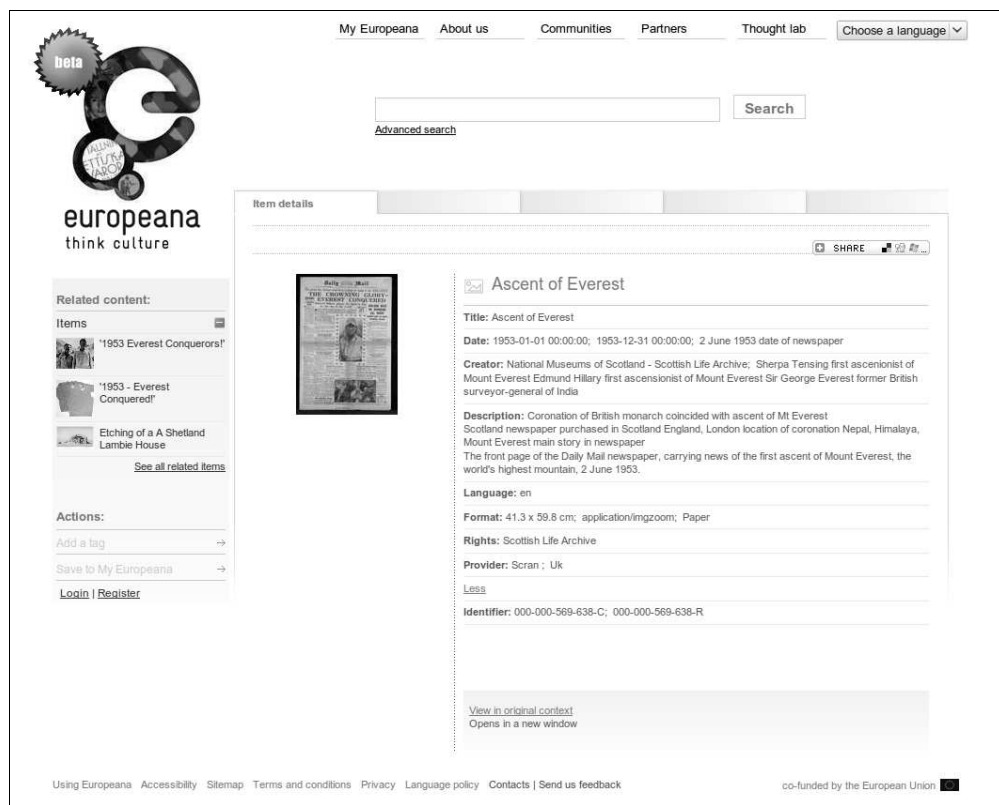 My Europeana About us Communities Partners Thought lab Choose a language
beta
Search
Advanced search
europeana
think culture
Item details
SHARE
Related content:
Items
'1953 Everest Conquerors!'
'1953 - Everest
Conquered!'
Etching of a A Shetland
Lambie House
See all related items
Actions:
Add a tag
Save to My Europeana
Login | Register
Daily Mail
THE CROWNING GLORY-
EVEREST CONQUERED
Ascent of Everest
Title: Ascent of Everest
Date: 1953-01-01 00:00:00; 1953-12-31 00:00:00; 2 June 1953 date of newspaper
Creator: National Museums of Scotland - Scottish Life Archive; Sherpa Tensing first ascenionist of
Mount Everest Edmund Hillary first ascensionist of Mount Everest Sir George Everest former British
surveyor-general of India
Description: Coronation of British monarch coincided with ascent of Mt Everest
Scotland newspaper purchased in Scotland England, London location of coronation Nepal, Himalaya,
Mount Everest main story in newspaper
The front page of the Daily Mail newspaper, carrying news of the first ascent of Mount Everest, the
world's highest mountain, 2 June 1953.
Language: en
Format: 41.3 x 59.8 cm; application/imgzoom; Paper
Rights: Scottish Life Archive
Provider: Scran ; Uk
Less
Identifier: 000-000-569-638-C; 000-000-569-638-R
View in original context
Opens in a new window
Using Europeana Accessibility Sitemap Terms and conditions Privacy Language policy Contacts | Send us feedback
co-funded by the European Union